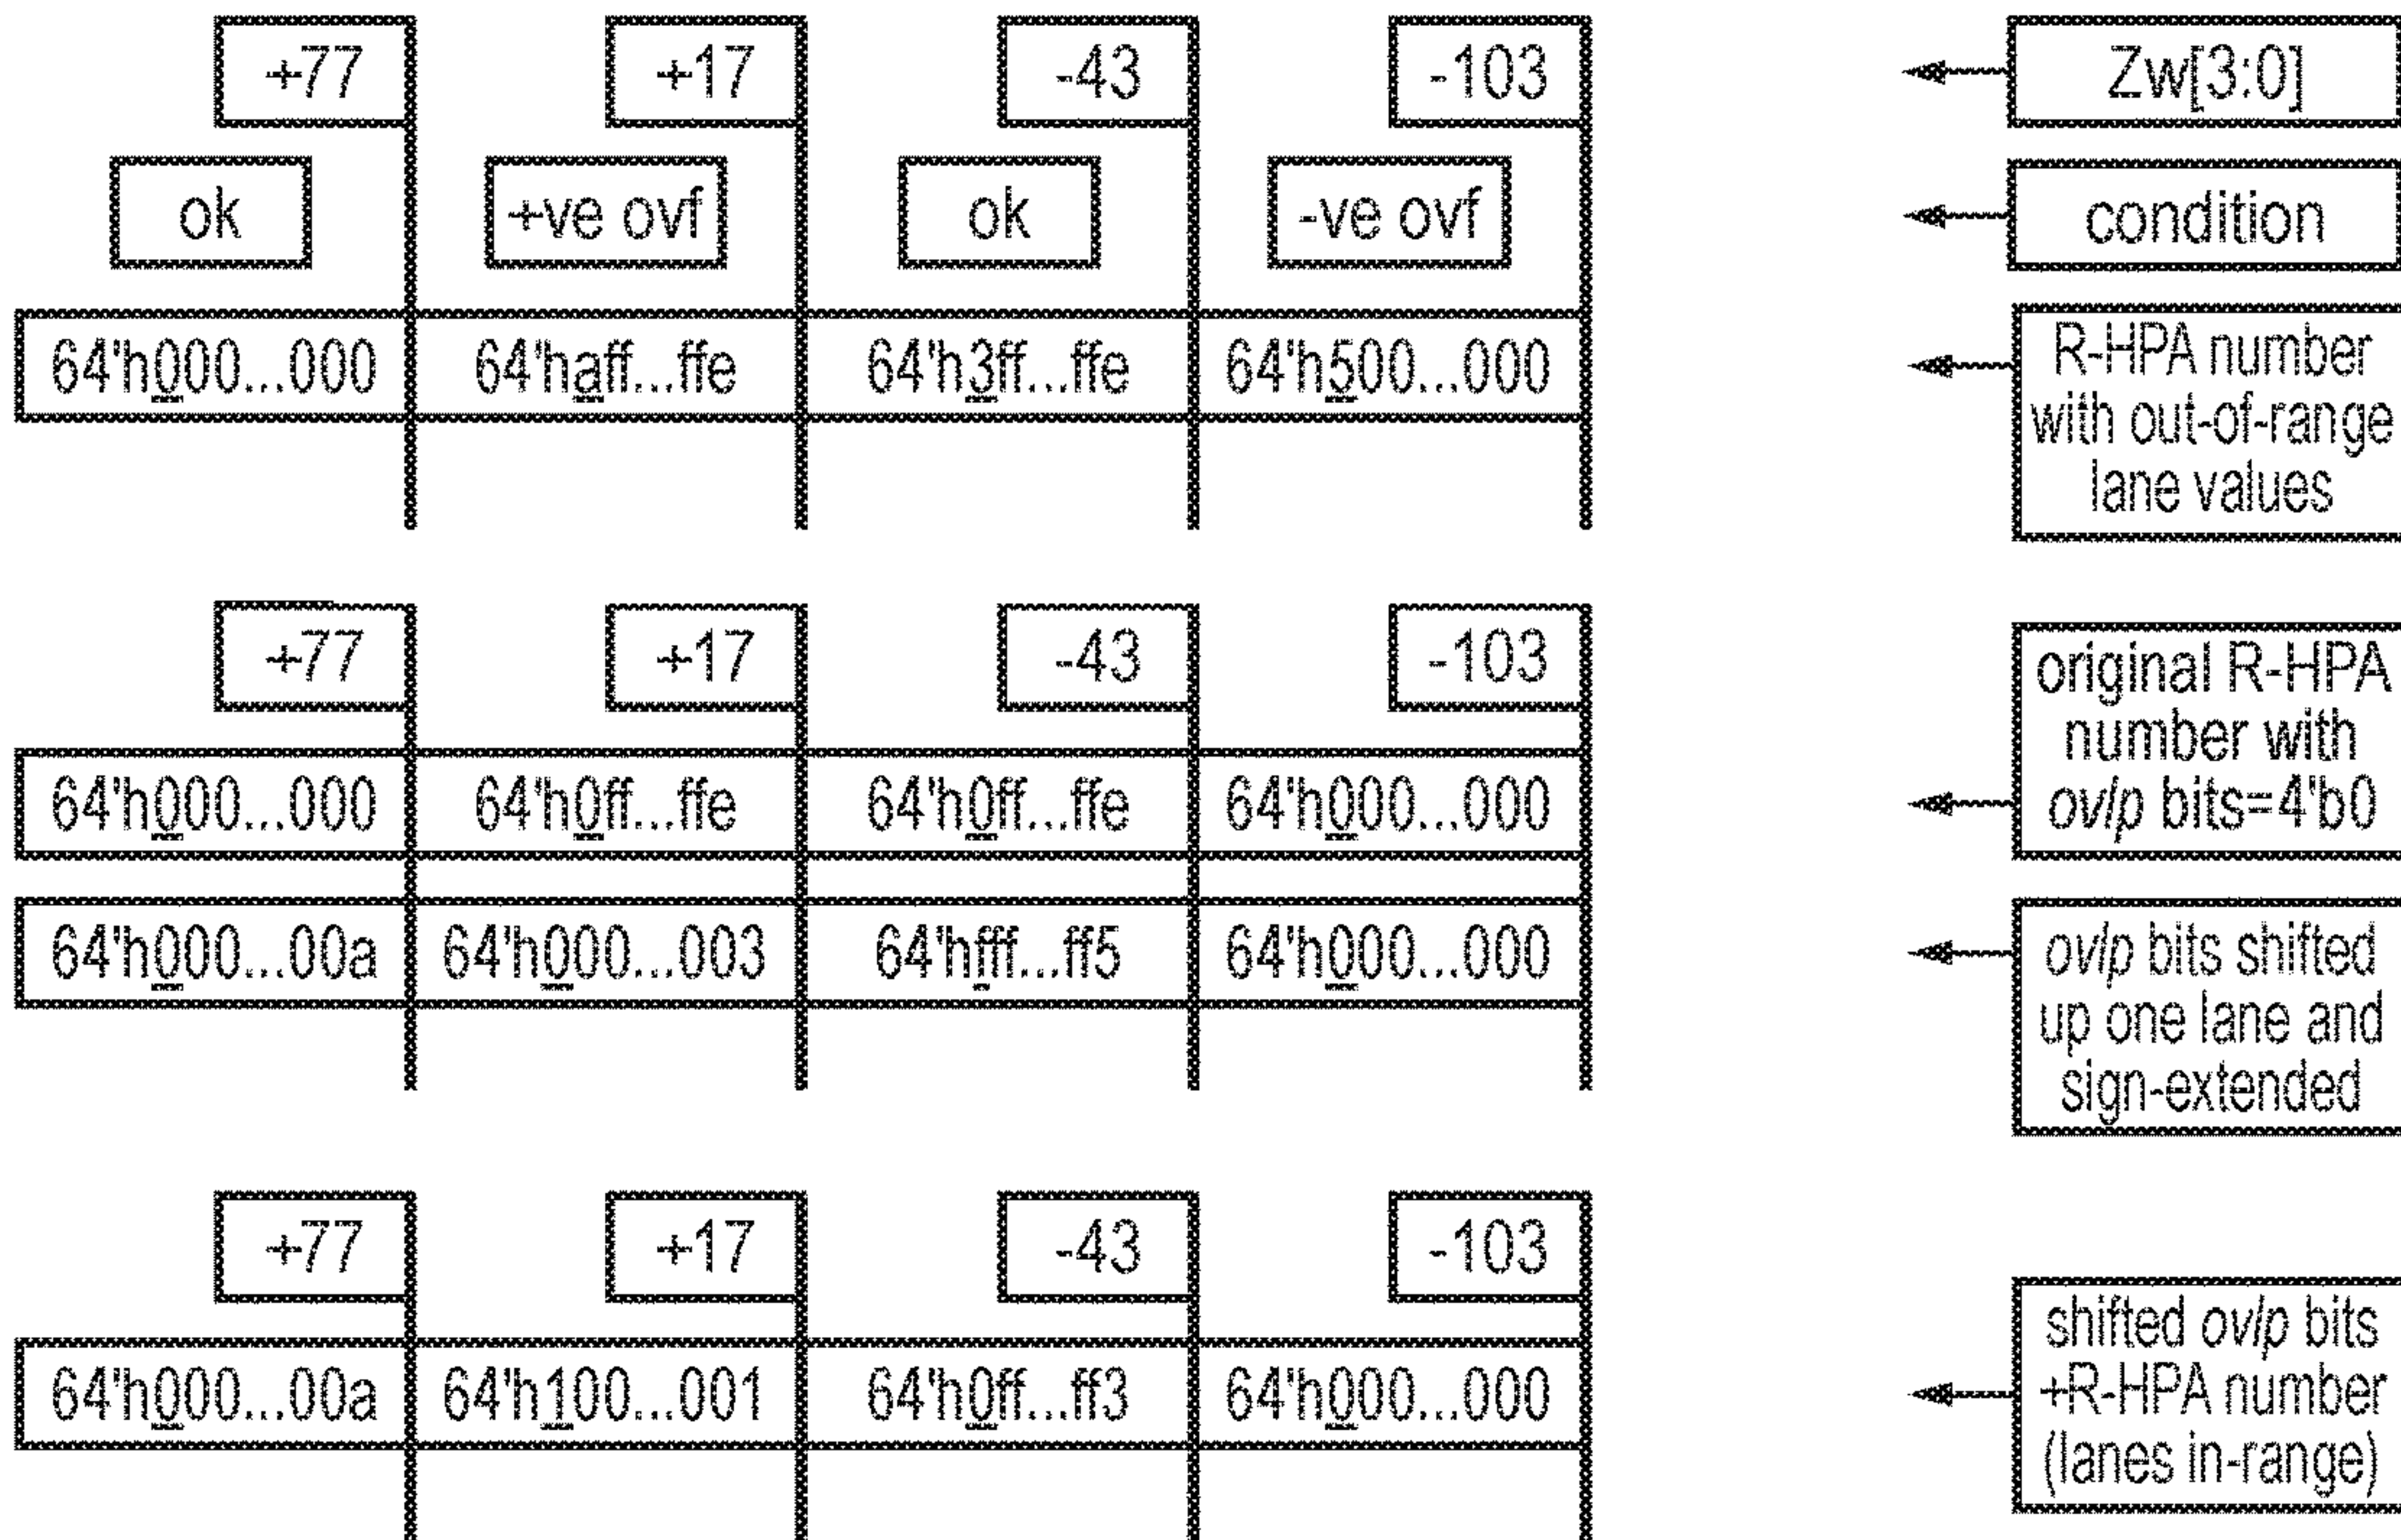 +77 +17 -43 -103 Zw[3:0]
ok +ve ovf ok -ve ovf condition
64'h000...000 64'haff...ffe 64'h3ff...ffe 64'h500...000
R-HPA number
with out-of-range
lane values
+77 +17 -43 -103
64'h000...000 64'h0ff...ffe 64'h0ff...ffe 64'h000...000
original R-HPA
number with
ovlp bits=4'b0
64'h000...00a 64'h000...003 64'hfff...ff5 64'h000...000
ovlp bits shifted
up one lane and
sign-extended
+77 +17 -43 -103
64'h000...00a 64'h100...001 64'h0ff...ff3 64'h000...000
shifted ovlp bits
+R-HPA number
(lanes in-range)